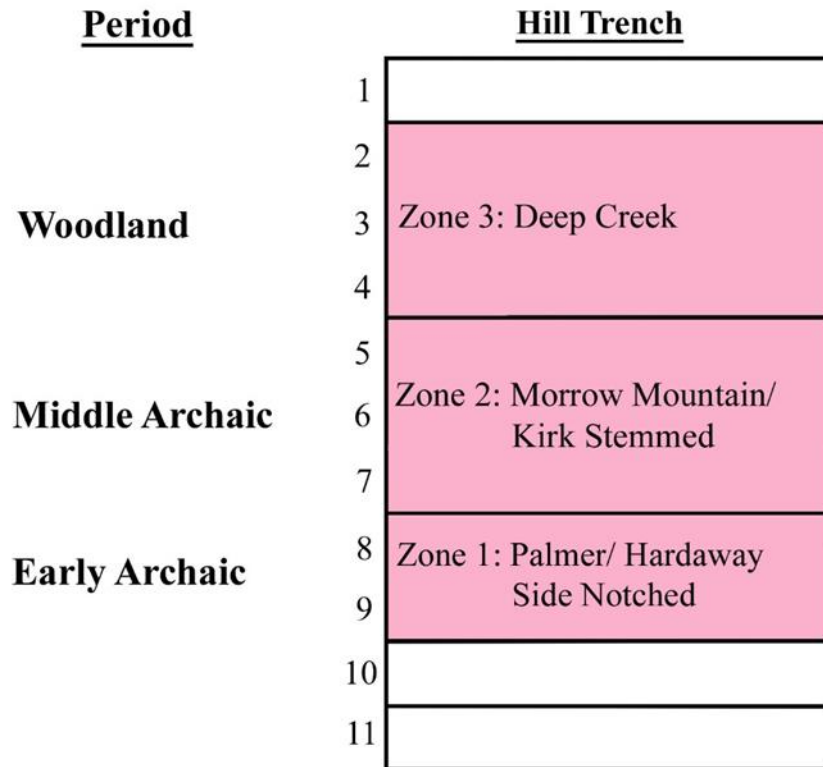 Period
Hill Trench
1
2
Woodland
3
Zone 3: Deep Creek
4
5
Middle Archaic
6
Zone 2: Morrow Mountain/
Kirk Stemmed
7
8
Zone 1: Palmer/ Hardaway
Early Archaic
Side Notched
9
10
11